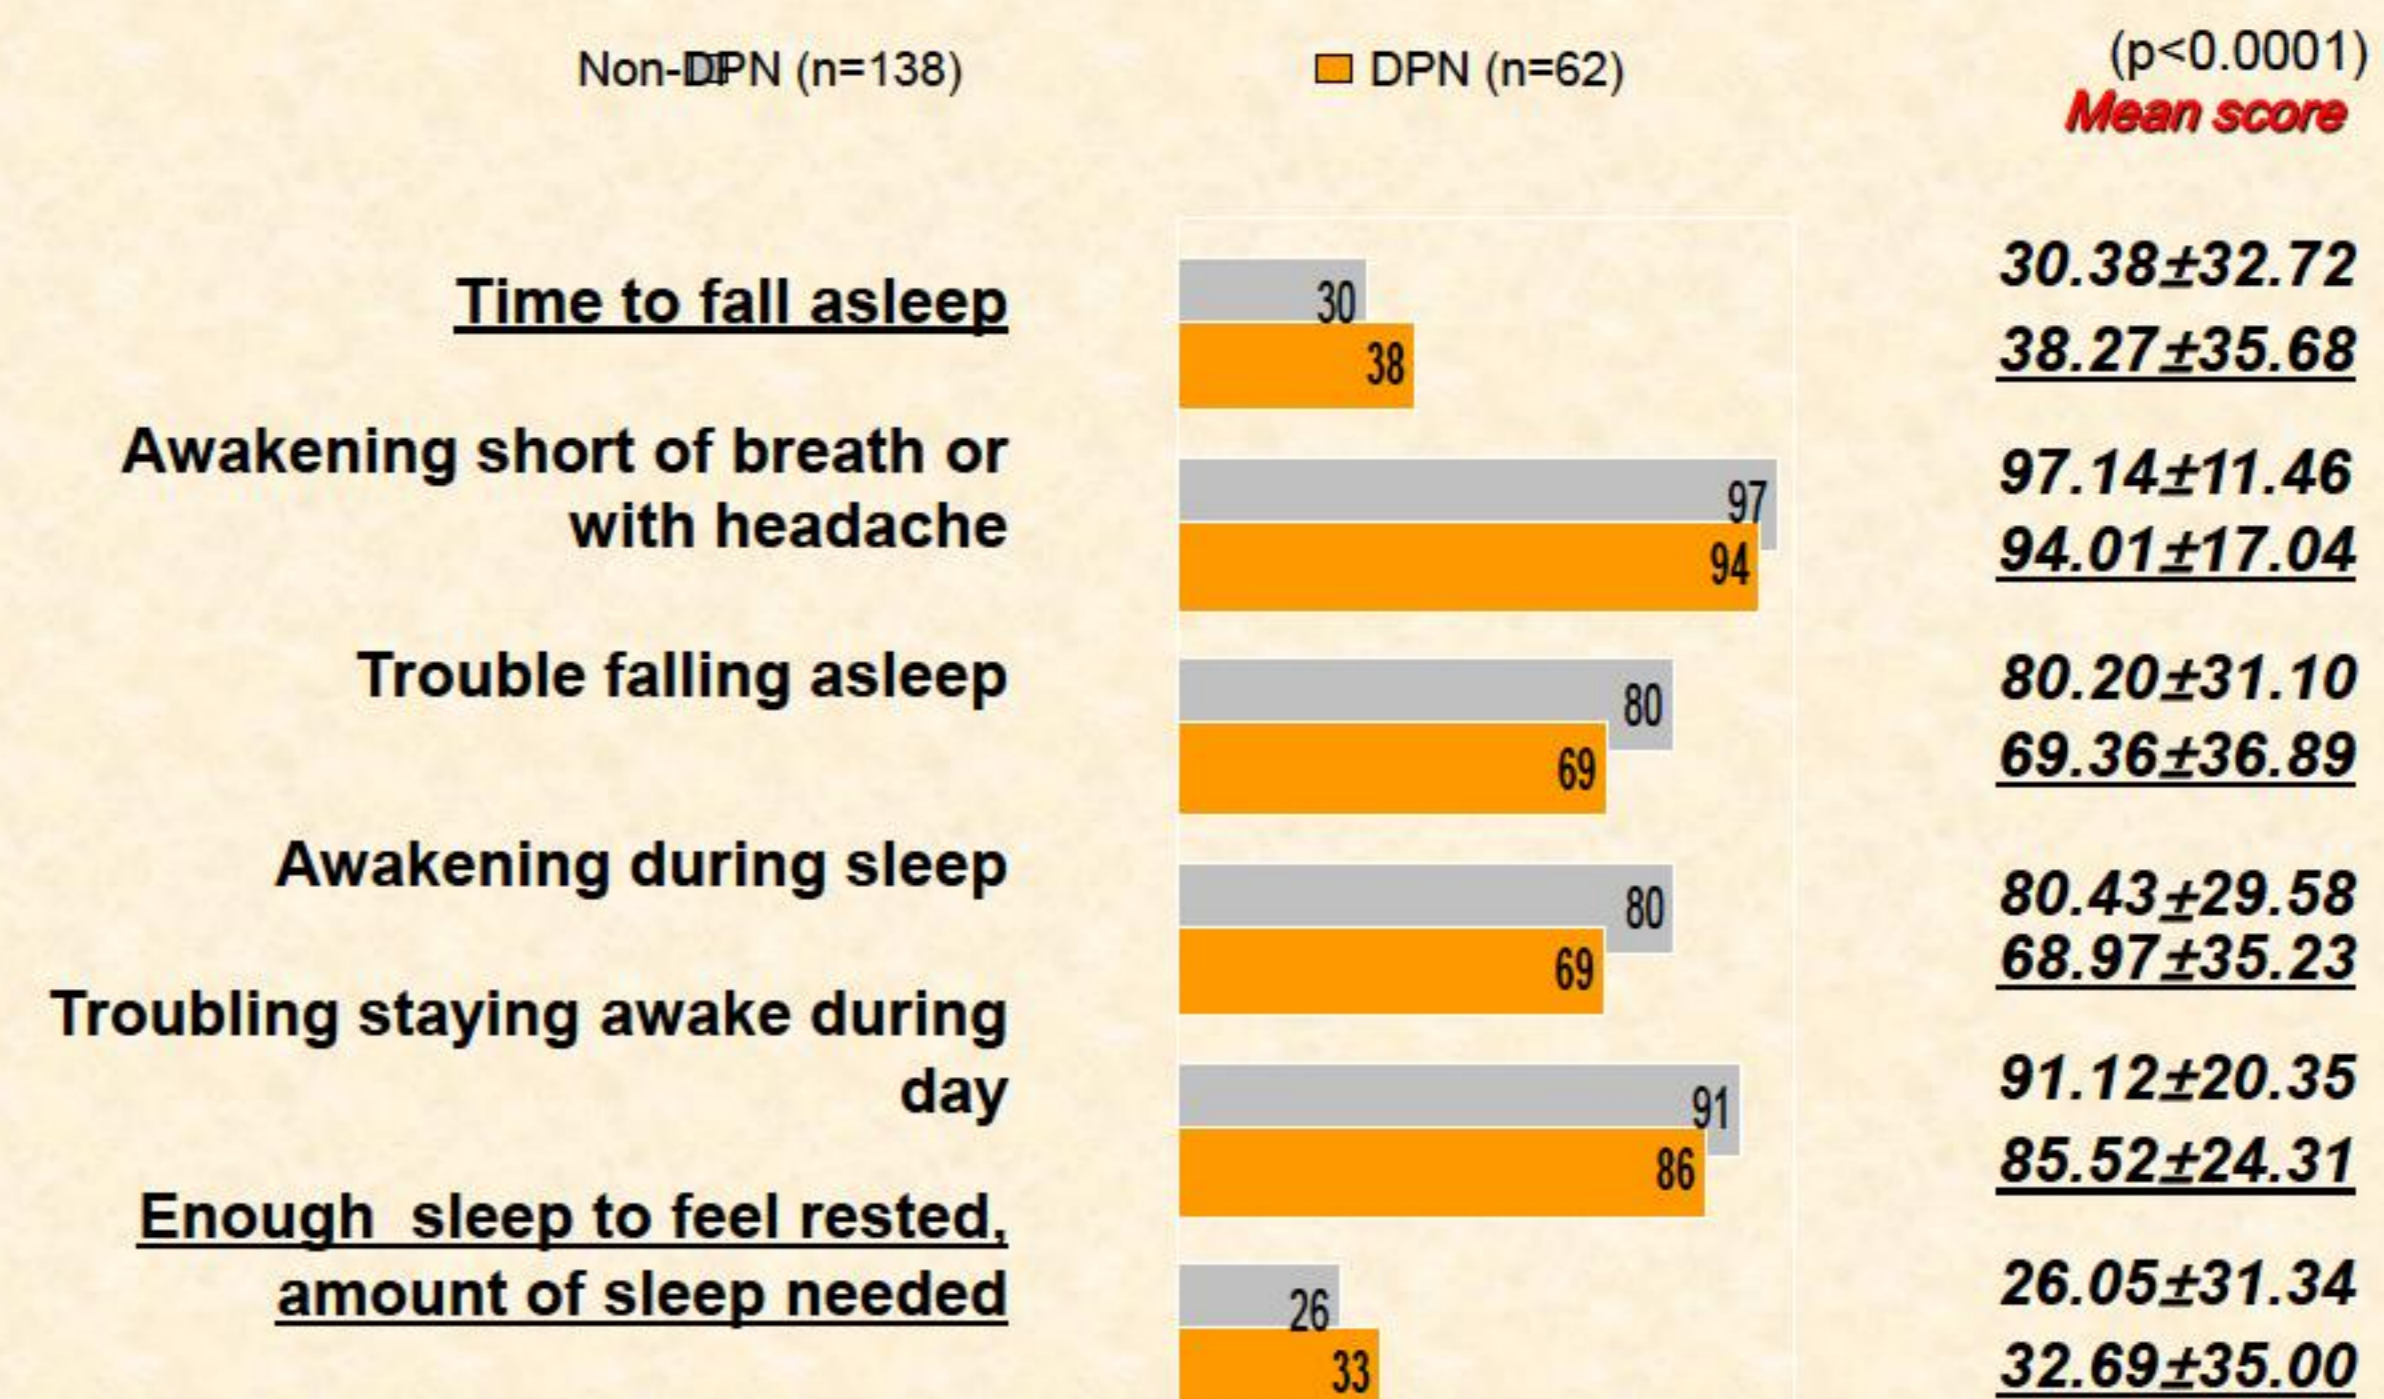 Non-DPN (n=138)
DPN (n=62)
(p<0.0001)
Mean score
Time to fall asleep
30
38
30.38±32.72
38.27±35.68
Awakening short of breath or
with headache
97
94
97.14±11.46
94.01±17.04
Trouble falling asleep
80
69
80.20±31.10
69.36±36.89
Awakening during sleep
80
69
80.43±29.58
68.97±35.23
Troubling staying awake during
day
91
86
91.12±20.35
85.52±24.31
Enough  sleep to feel rested,
amount of sleep needed
26
33
26.05±31.34
32.69±35.00